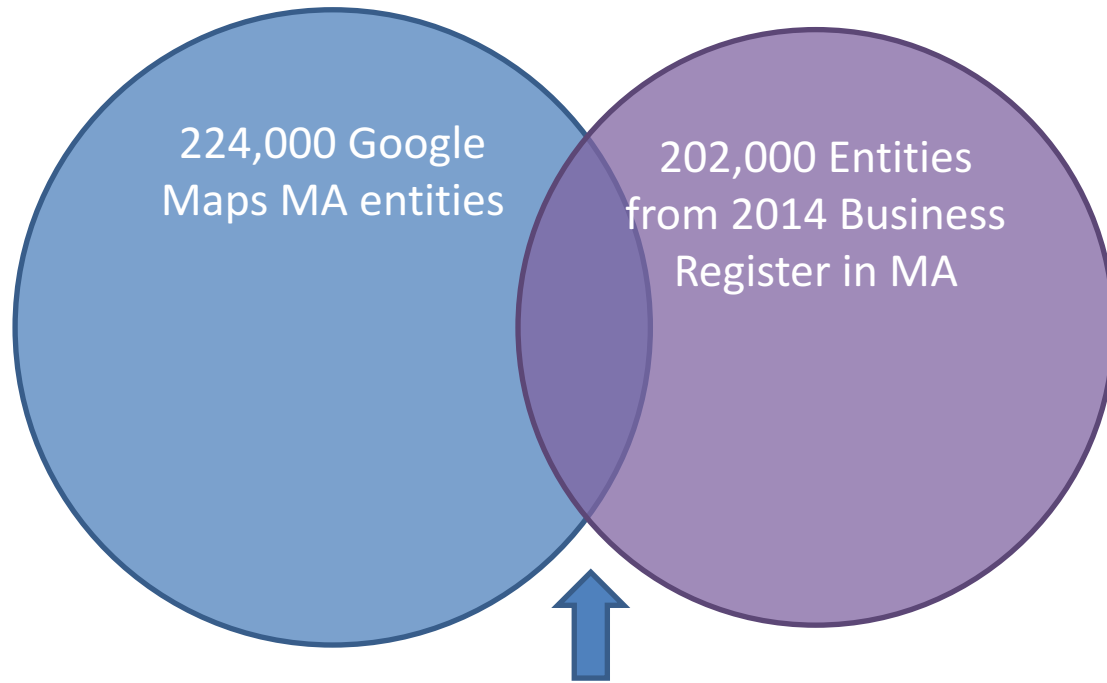 224,000 Google
Maps MA entities
202,000 Entities
from 2014 Business
Register in MA